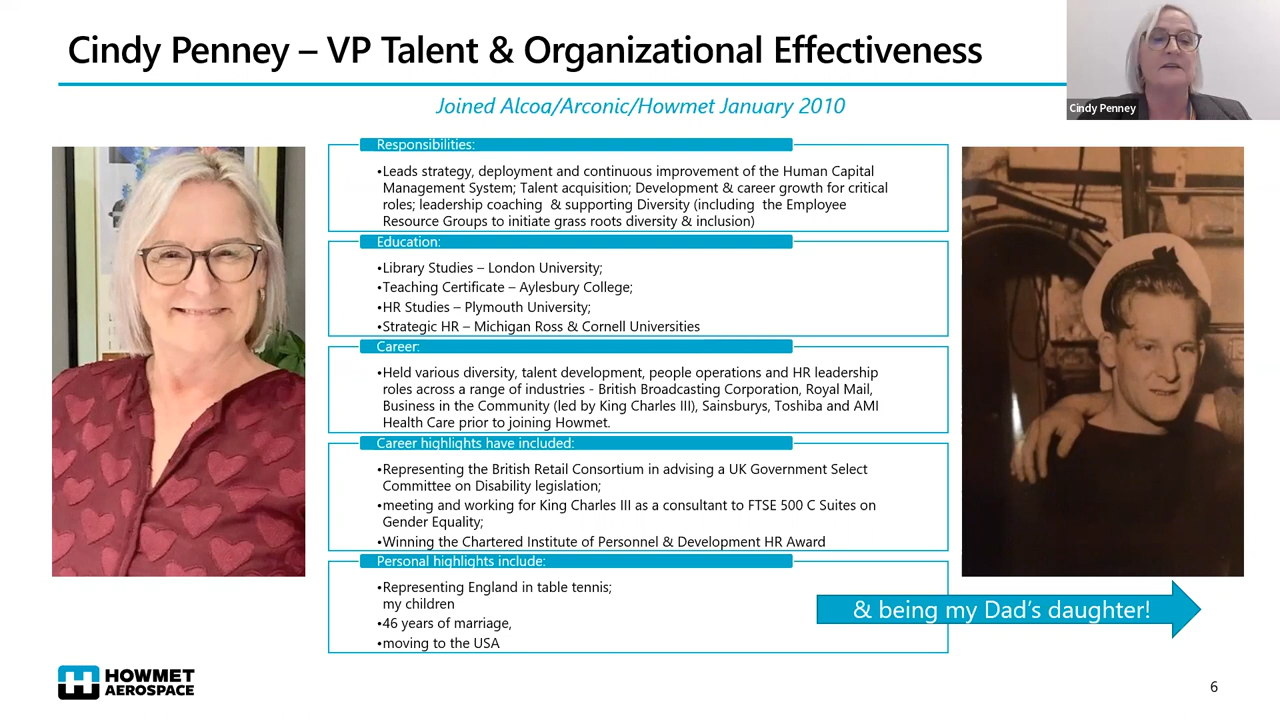 Cindy Penney – VP Talent & Organizational Effectiveness
Cindy Penney
Joined Alcoa/Arconic/Howmet January 2010
Responsibilities:
•Leads strategy, deployment and continuous improvement of the Human Capital
Management System; Talent acquisition; Development & career growth for critical
roles; leadership coaching & supporting Diversity (including the Employee
Resource Groups to initiate grass roots diversity & inclusion)
Education:
•Library Studies – London University;
•Teaching Certificate – Aylesbury College;
•HR Studies – Plymouth University;
•Strategic HR – Michigan Ross & Cornell Universities
Career:
•Held various diversity, talent development, people operations and HR leadership
roles across a range of industries - British Broadcasting Corporation, Royal Mail,
Business in the Community (led by King Charles III), Sainsburys, Toshiba and AMI
Health Care prior to joining Howmet.
Career highlights have included:
•Representing the British Retail Consortium in advising a UK Government Select
Committee on Disability legislation;
•meeting and working for King Charles III as a consultant to FTSE 500 C Suites on
Gender Equality;
•Winning the Chartered Institute of Personnel & Development HR Award
Personal highlights include:
•Representing England in table tennis;
my children
•46 years of marriage,
•moving to the USA
& being my Dad's daughter!
HOWMET
AEROSPACE
6